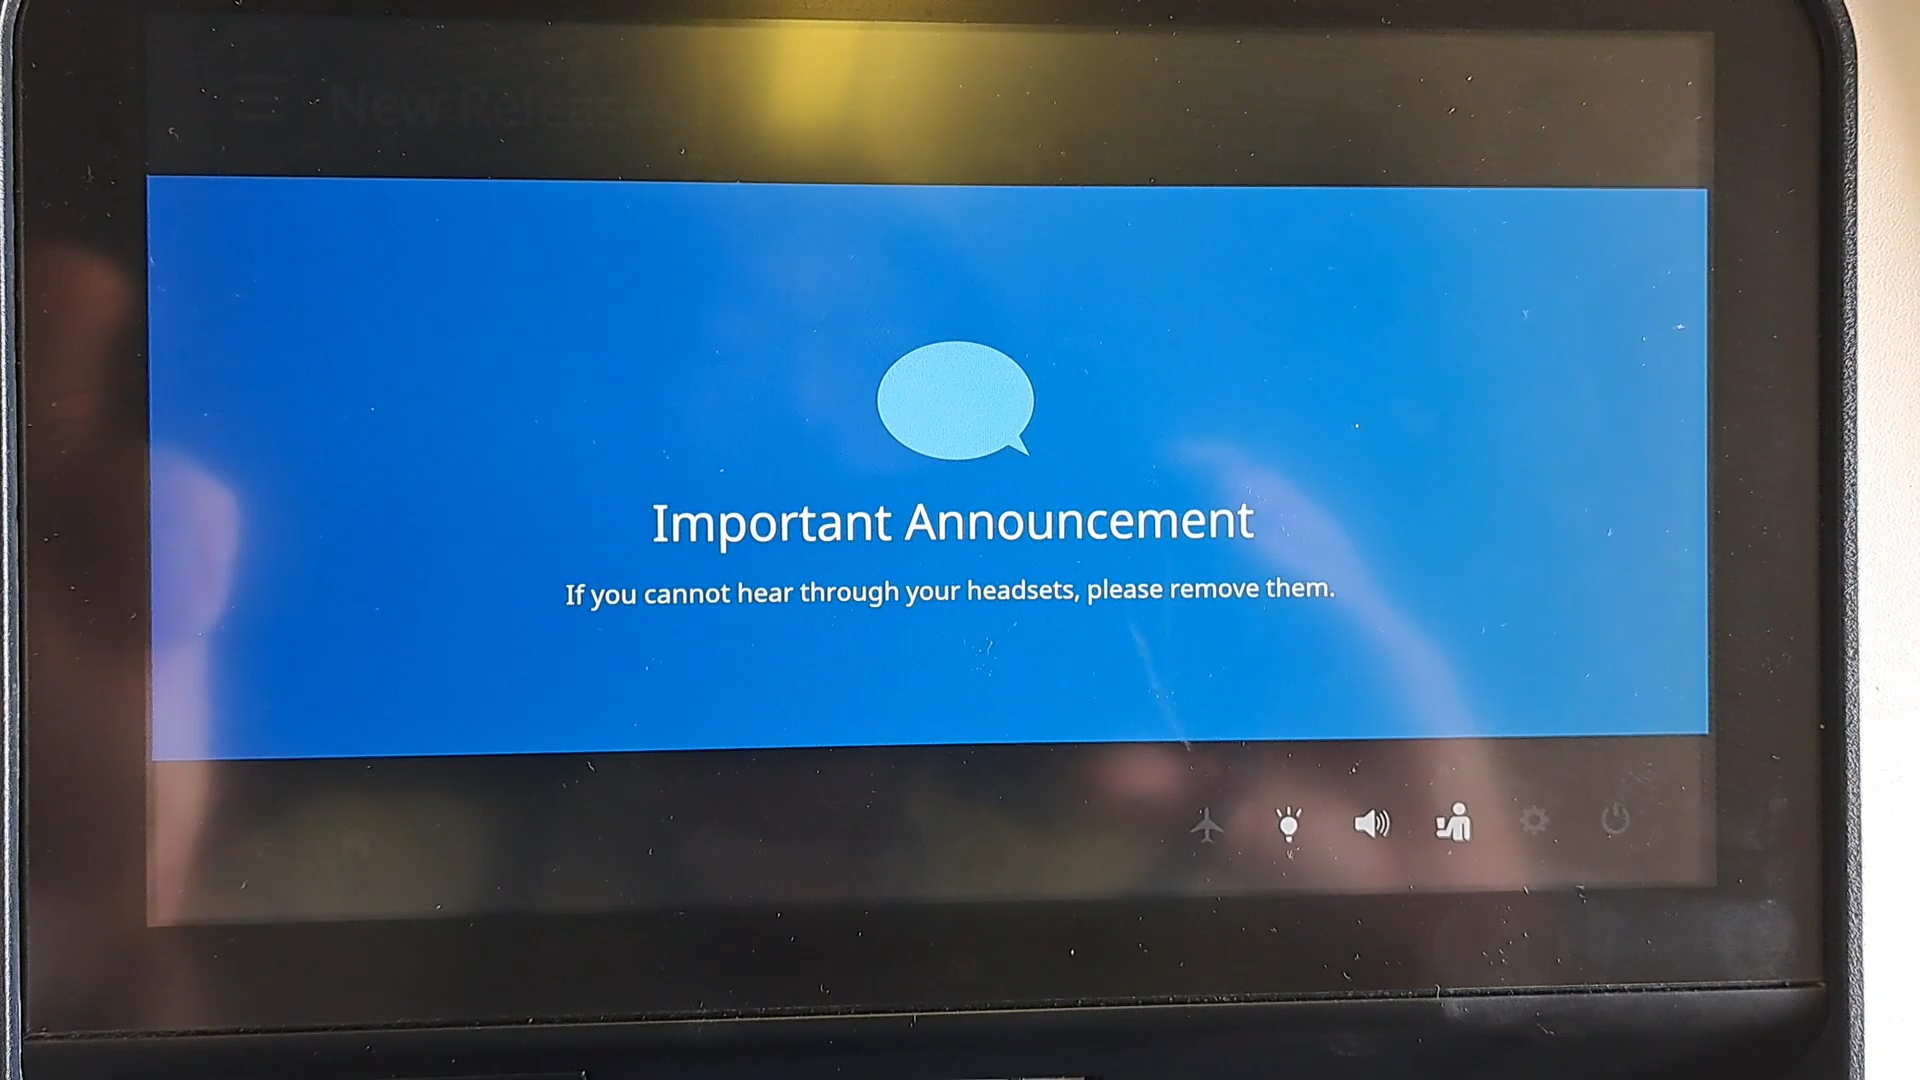 New Releases
Important Announcement
If you cannot hear through your headsets, please remove them.